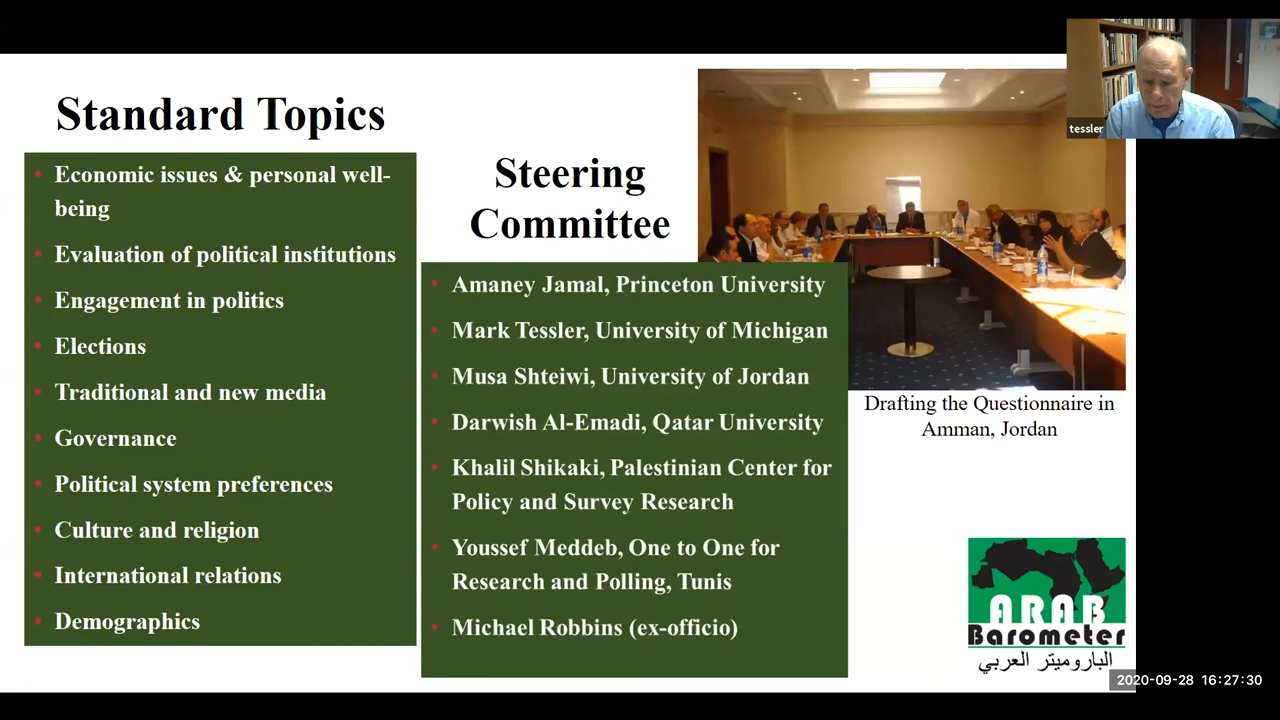 Standard Topics
Economic issues & personal well-
being
Evaluation of political institutions
Engagement in politics
Elections
Traditional and new media
Governance
Political system preferences
Culture and religion
International relations
Demographics
Steering
Committee
Amaney Jamal, Princeton University
Mark Tessler, University of Michigan
Musa Shteiwi, University of Jordan
Darwish Al-Emadi, Qatar University
Khalil Shikaki, Palestinian Center for
Policy and Survey Research
Youssef Meddeb, One to One for
Research and Polling, Tunis
Michael Robbins (ex-officio)
tessler
Drafting the Questionnaire in
Amman, Jordan
ARAB
Barometer
الباروميتر العربي
2020-09-28 16:27:30